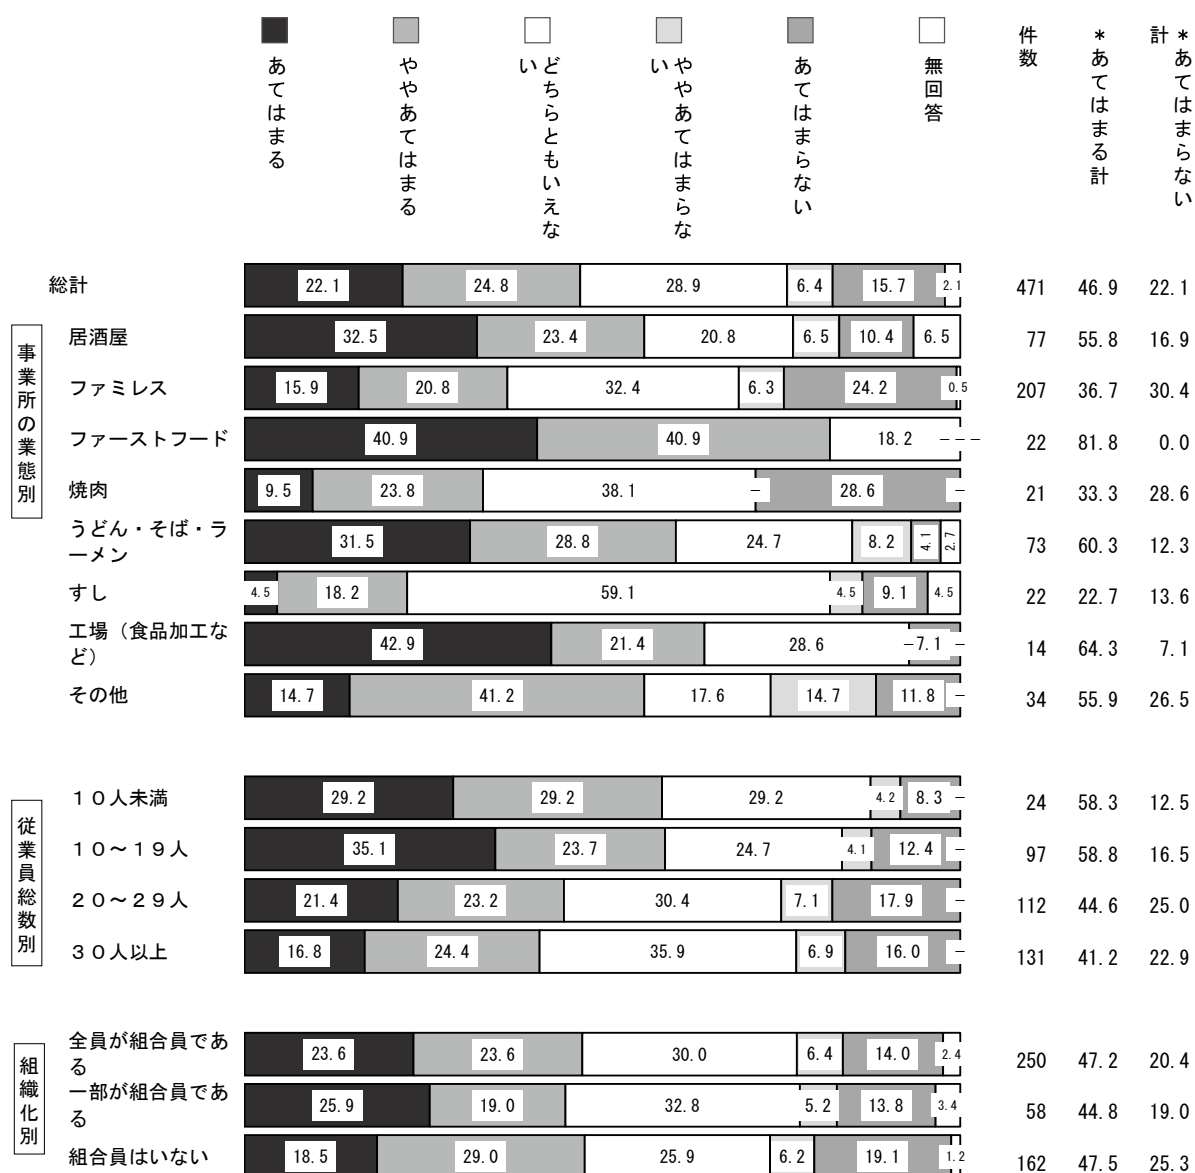 あてはまる
ややあてはまる
どちらともいえな
い
ややあてはまらな
い
あてはまらない
無回答
件数
＊あてはまる計
＊あてはまらない
計
総計 22.1 24.8 28.9 6.4 15.7 2.1 471 46.9 22.1
事業所の業態別
居酒屋 32.5 23.4 20.8 6.5 10.4 6.5 77 55.8 16.9
ファミレス 15.9 20.8 32.4 6.3 24.2 0.5 207 36.7 30.4
ファーストフード 40.9 40.9 18.2 - - - 22 81.8 0.0
焼肉 9.5 23.8 38.1 - 28.6 - 21 33.3 28.6
うどん・そば・ラ
ーメン 31.5 28.8 24.7 8.2 4.1 2.7 73 60.3 12.3
すし 4.5 18.2 59.1 4.5 9.1 4.5 22 22.7 13.6
工場（食品加工な
ど） 42.9 21.4 28.6 - 7.1 - 14 64.3 7.1
その他 14.7 41.2 17.6 14.7 11.8 - 34 55.9 26.5
従業員総数別
１０人未満 29.2 29.2 29.2 4.2 8.3 - 24 58.3 12.5
１０～１９人 35.1 23.7 24.7 4.1 12.4 - 97 58.8 16.5
２０～２９人 21.4 23.2 30.4 7.1 17.9 - 112 44.6 25.0
３０人以上 16.8 24.4 35.9 6.9 16.0 - 131 41.2 22.9
組織化別
全員が組合員であ
る 23.6 23.6 30.0 6.4 14.0 2.4 250 47.2 20.4
一部が組合員であ
る 25.9 19.0 32.8 5.2 13.8 3.4 58 44.8 19.0
組合員はいない 18.5 29.0 25.9 6.2 19.1 1.2 162 47.5 25.3